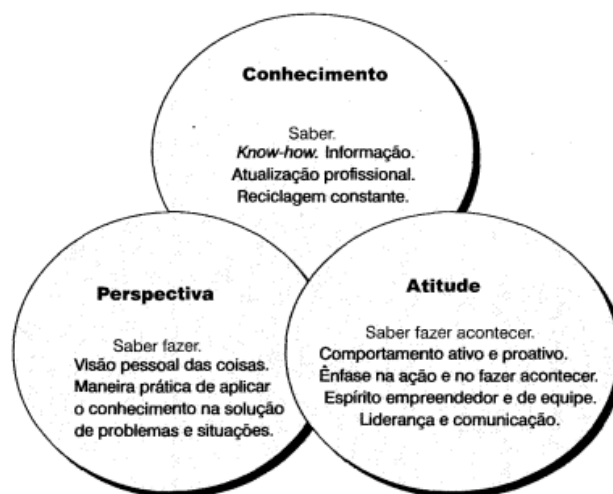 Conhecimento
Saber.
Know-how. Informação.
Atualização profissional.
Reciclagem constante.
Perspectiva
Saber fazer.
Visão pessoal das coisas.
Maneira prática de aplicar
o conhecimento na solução
de problemas e situações.
Atitude
Saber fazer acontecer.
Comportamento ativo e proativo.
Ênfase na ação e no fazer acontecer.
Espírito empreendedor e de equipe.
Liderança e comunicação.